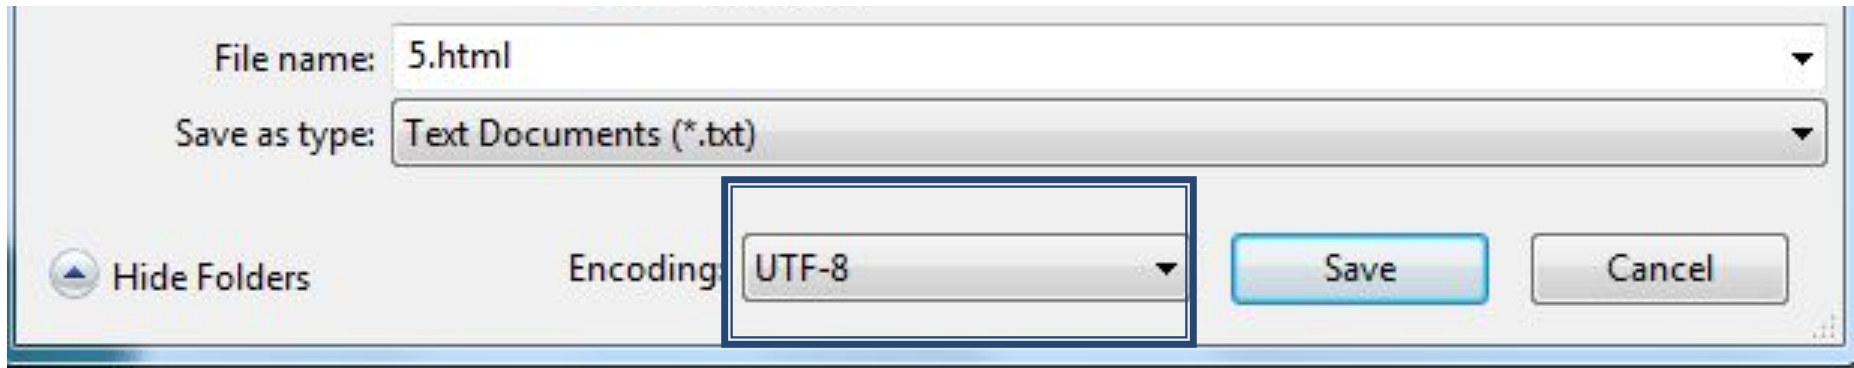 File name: 5.html
Save as type: Text Documents (*.txt)
Hide Folders Encoding: UTF-8 Save Cancel